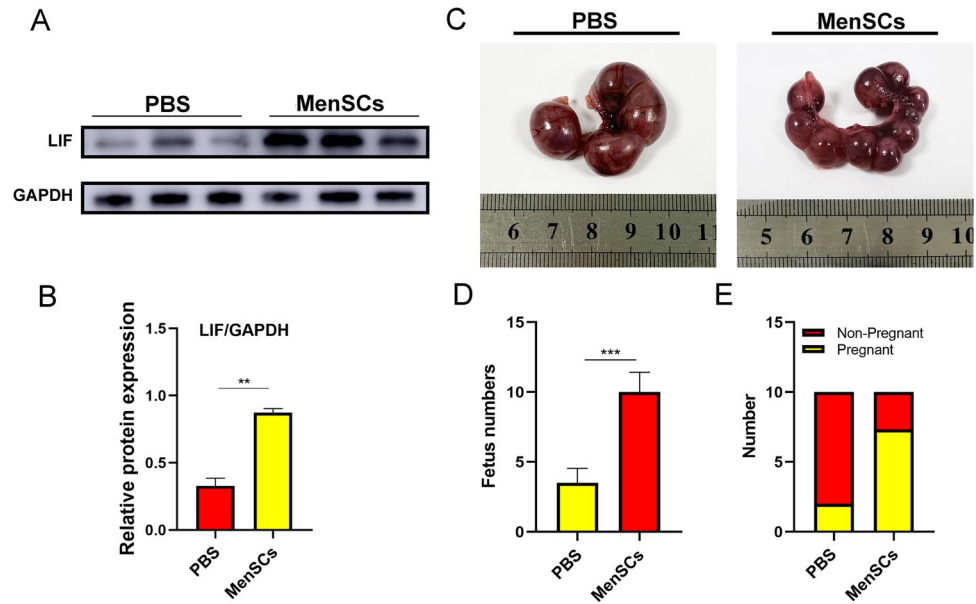 A
PBS MenSCs
LIF
GAPDH
C
PBS MenSCs
6 7 8 9 10 11
5 6 7 8 9 10
B
LIF/GAPDH
Relative protein expression
1.5
1.0
0.5
0.0
**
PBS MenSCs
D
Fetus numbers
15
10
5
0
***
PBS MenSCs
E
Non-Pregnant
Pregnant
Number
15
10
5
0
PBS MenSCs